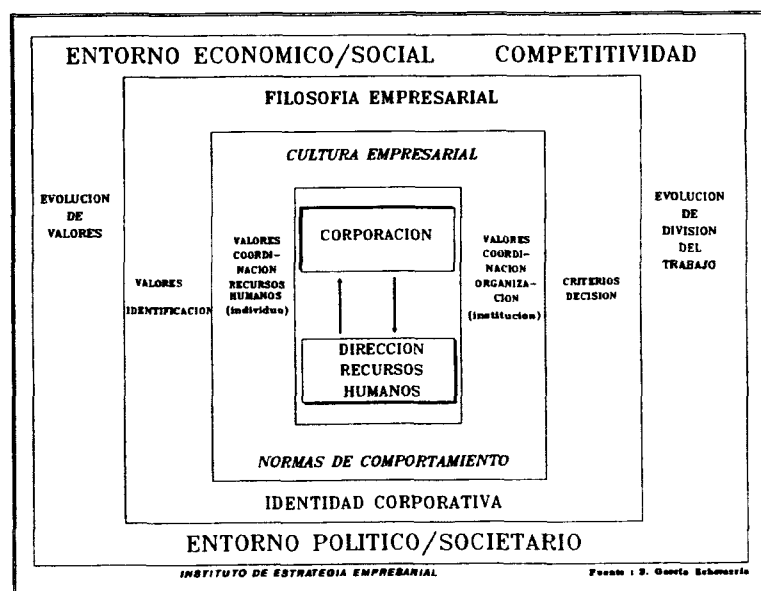 ENTORNO ECONOMICO/SOCIAL COMPETITIVIDAD
FILOSOFIA EMPRESARIAL
CULTURA EMPRESARIAL
EVOLUCION
DE
VALORES
VALORES
IDENTIFICACION
VALORES
COORDI-
NACION
RECURSOS
HUMANOS
(individuo)
CORPORACION
DIRECCION
RECURSOS
HUMANOS
VALORES
COORDI-
NACION
ORGANIZA-
CION
(institucion)
CRITERIOS
DECISION
EVOLUCION
DE
DIVISION
DEL
TRABAJO
NORMAS DE COMPORTAMIENTO
IDENTIDAD CORPORATIVA
ENTORNO POLITICO/SOCIETARIO
INSTITUTO DE ESTRATEGIA EMPRESARIAL
Fuente : S. García Echevarría